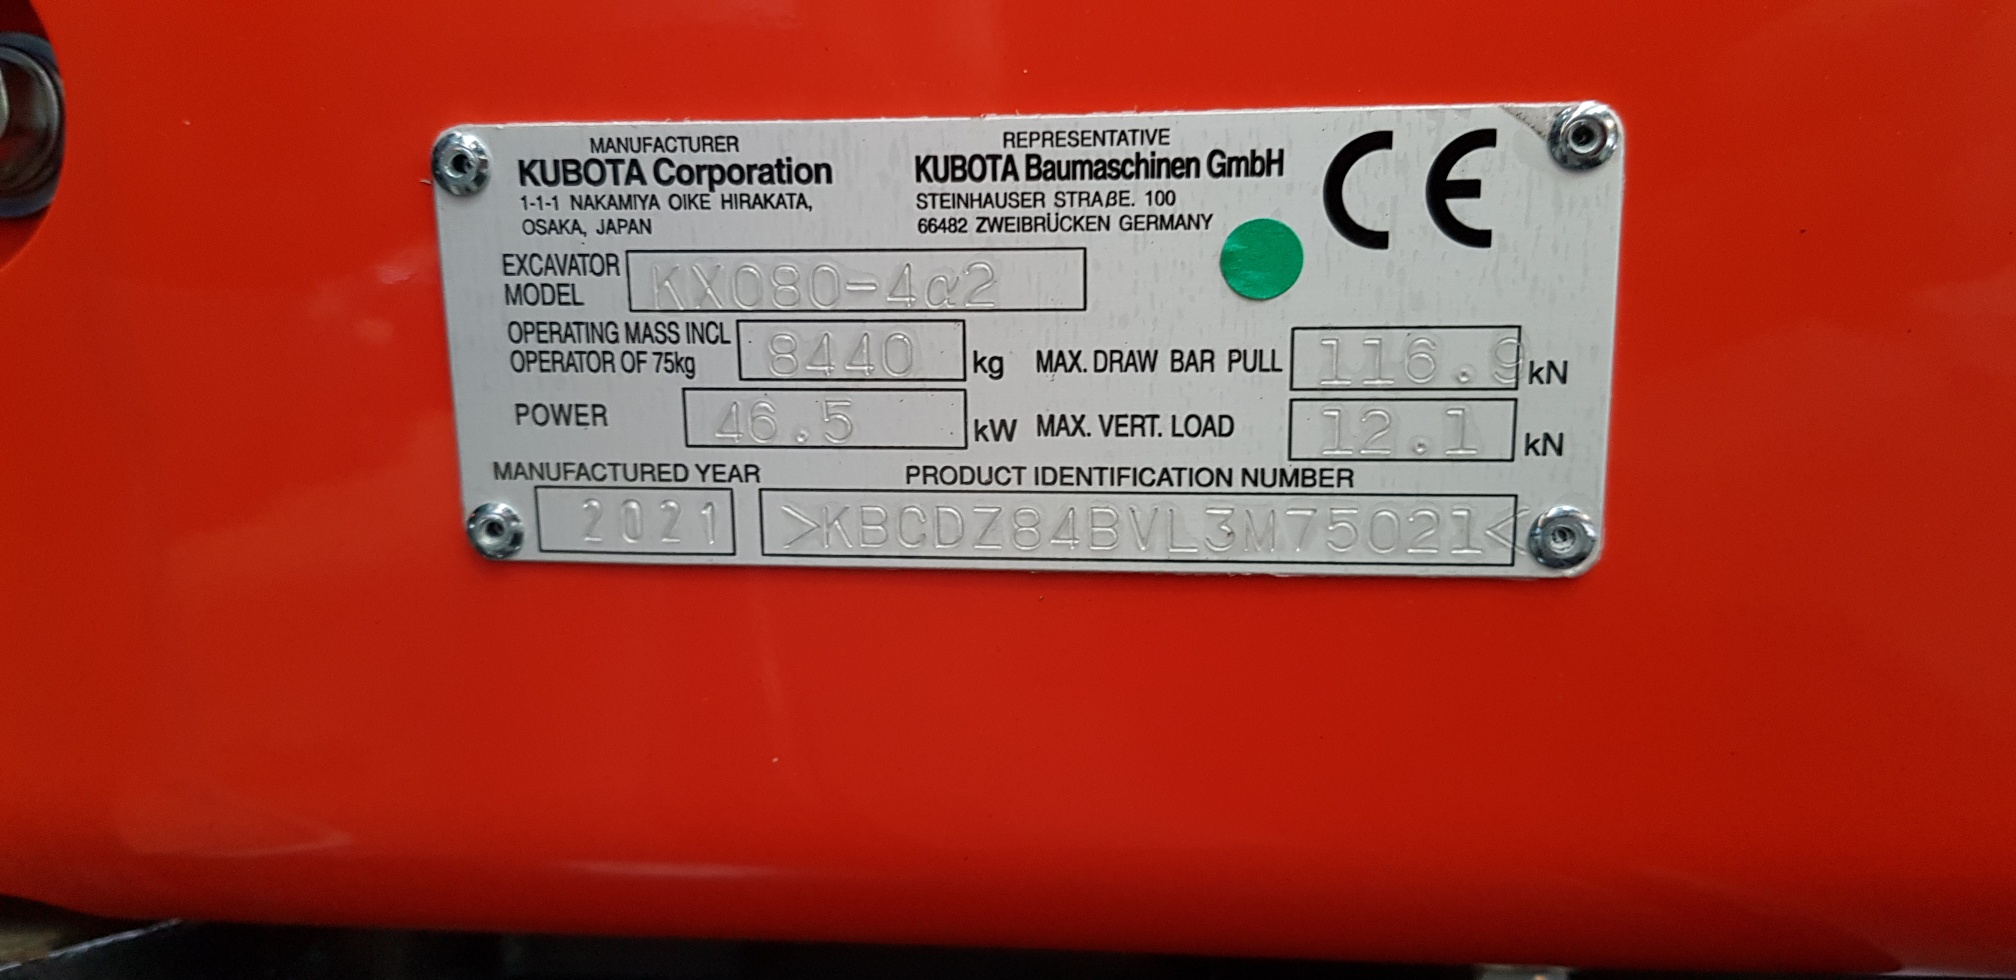 MANUFACTURER
KUBOTA Corporation
1-1-1 NAKAMIYA OIKE HIRAKATA,
OSAKA, JAPAN
REPRESENTATIVE
KUBOTA Baumaschinen GmbH
STEINHAUSER STRAßE. 100
66482 ZWEIBRÜCKEN GERMANY
CE
EXCAVATOR
MODEL
KX080-4α2
OPERATING MASS INCL
OPERATOR OF 75kg
8440 kg
MAX. DRAW BAR PULL 116.9 kN
POWER 46.5 kW
MAX. VERT. LOAD 12.1 kN
MANUFACTURED YEAR
2021
PRODUCT IDENTIFICATION NUMBER
>KBCDZ84BVL3M75021<